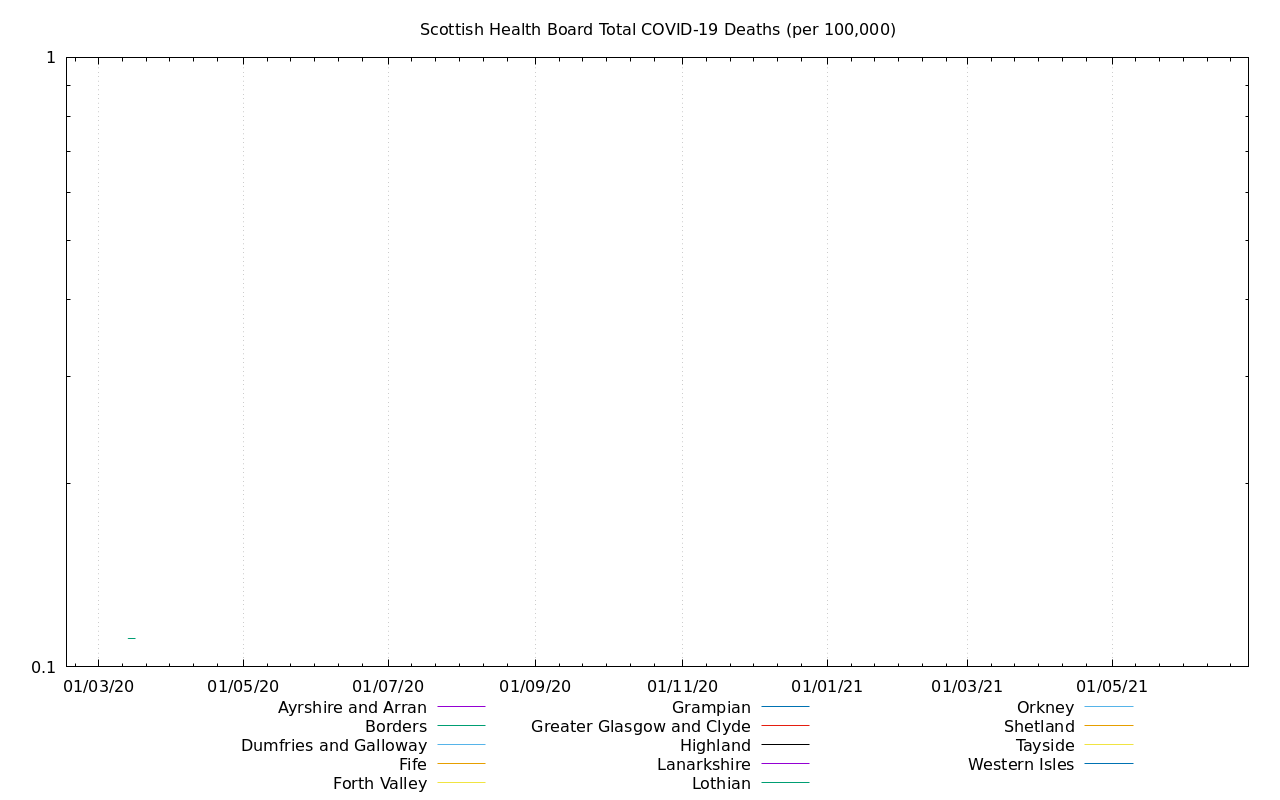 Scottish Health Board Total COVID-19 Deaths (per 100,000)
1
0.1
01/03/20 01/05/20 01/07/20 01/09/20 01/11/20 01/01/21 01/03/21 01/05/21
Ayrshire and Arran Grampian Orkney
Borders Greater Glasgow and Clyde Shetland
Dumfries and Galloway Highland Tayside
Fife Lanarkshire Western Isles
Forth Valley Lothian